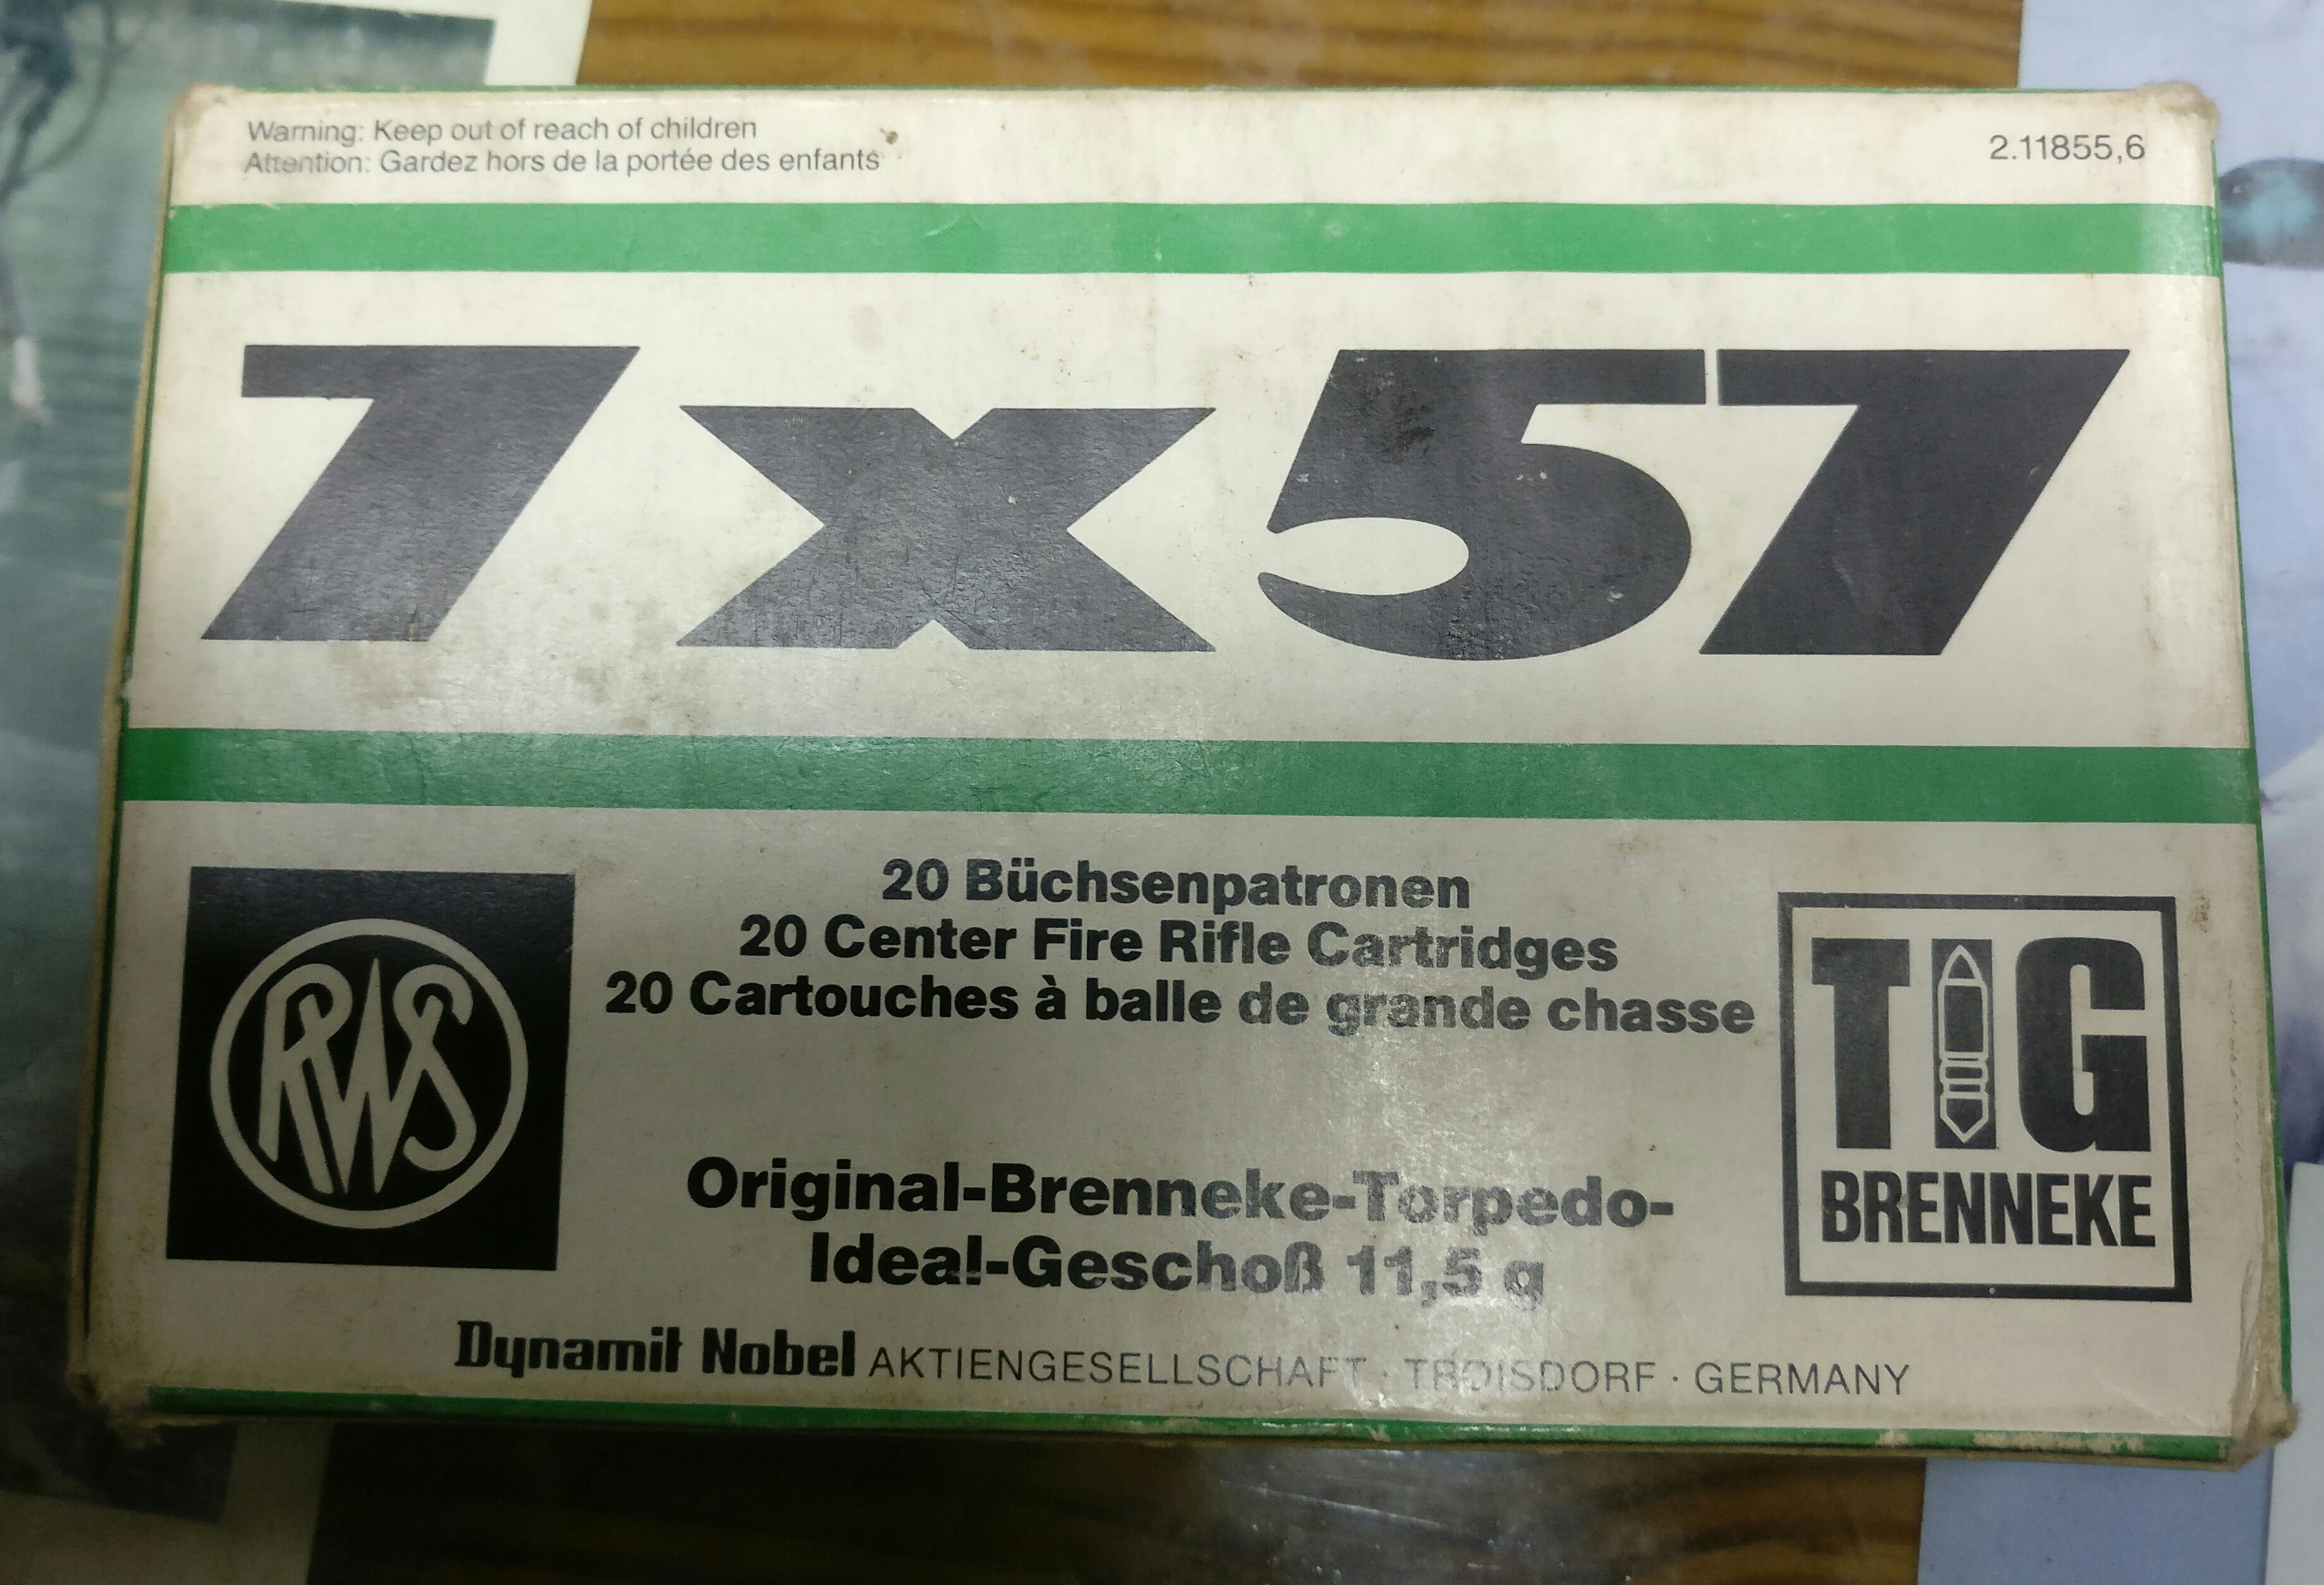 Warning: Keep out of reach of children
Attention: Gardez hors de la portée des enfants
2.11855,6
7x57
20 Büchsenpatronen
20 Center Fire Rifle Cartridges
20 Cartouches à balle de grande chasse
RWS
TIG
BRENNEKE
Original-Brenneke-Torpedo-
Ideal-Geschoß 11,5 g
Dynamit Nobel AKTIENGESELLSCHAFT · TROISDORF · GERMANY